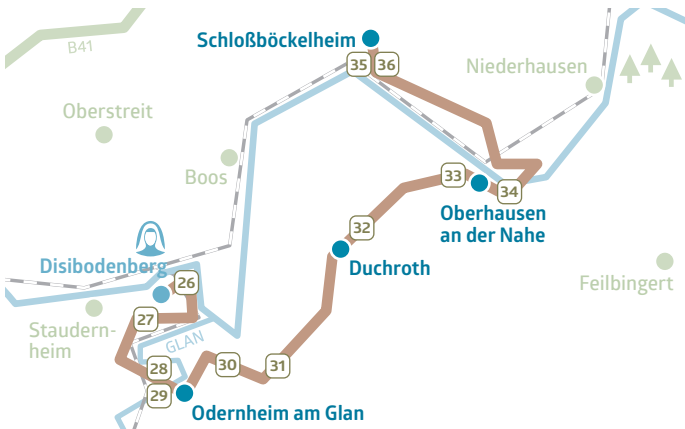 Schloßböckelheim
B41
35
36
Niederhausen
Oberstreit
Boos
33
34
Oberhausen
an der Nahe
32
Duchroth
Disibodenberg
26
Feilbingert
27
Staudern-
heim
GLAN
28
30
31
29
Odernheim am Glan